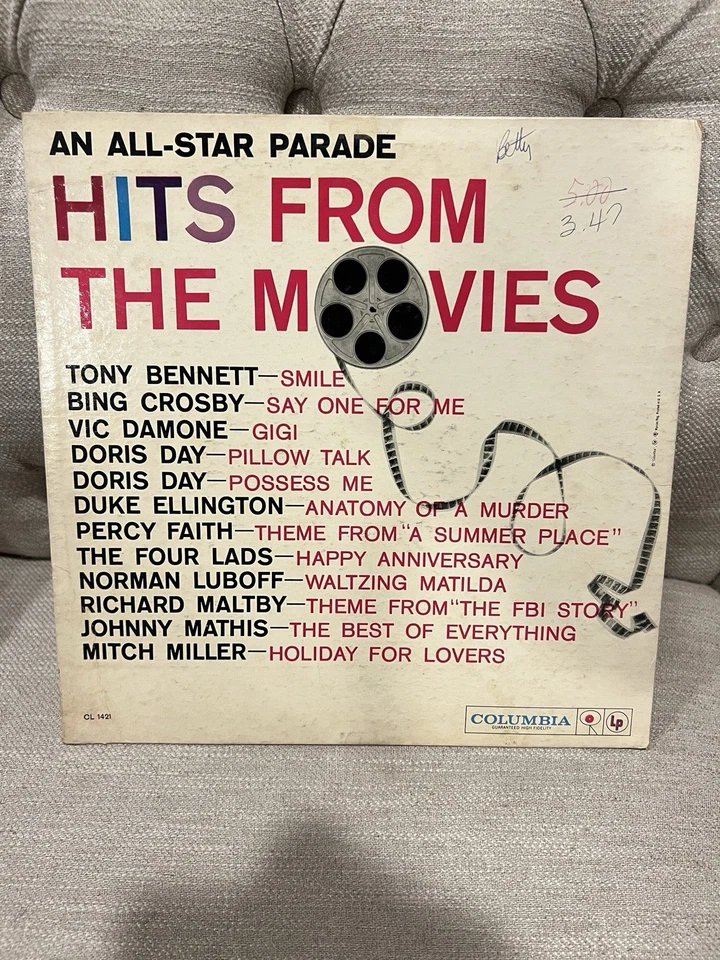 AN ALL-STAR PARADE
Betty
HITS FROM
5.00
3.47
THE MOVIES
TONY BENNETT—SMILE
BING CROSBY—SAY ONE FOR ME
VIC DAMONE—GIGI
DORIS DAY—PILLOW TALK
DORIS DAY—POSSESS ME
DUKE ELLINGTON—ANATOMY OF A MURDER
PERCY FAITH—THEME FROM "A SUMMER PLACE"
THE FOUR LADS—HAPPY ANNIVERSARY
NORMAN LUBOFF—WALTZING MATILDA
RICHARD MALTBY—THEME FROM "THE FBI STORY"
JOHNNY MATHIS—THE BEST OF EVERYTHING
MITCH MILLER—HOLIDAY FOR LOVERS
CL 1421
COLUMBIA
GUARANTEED HIGH FIDELITY
Lp